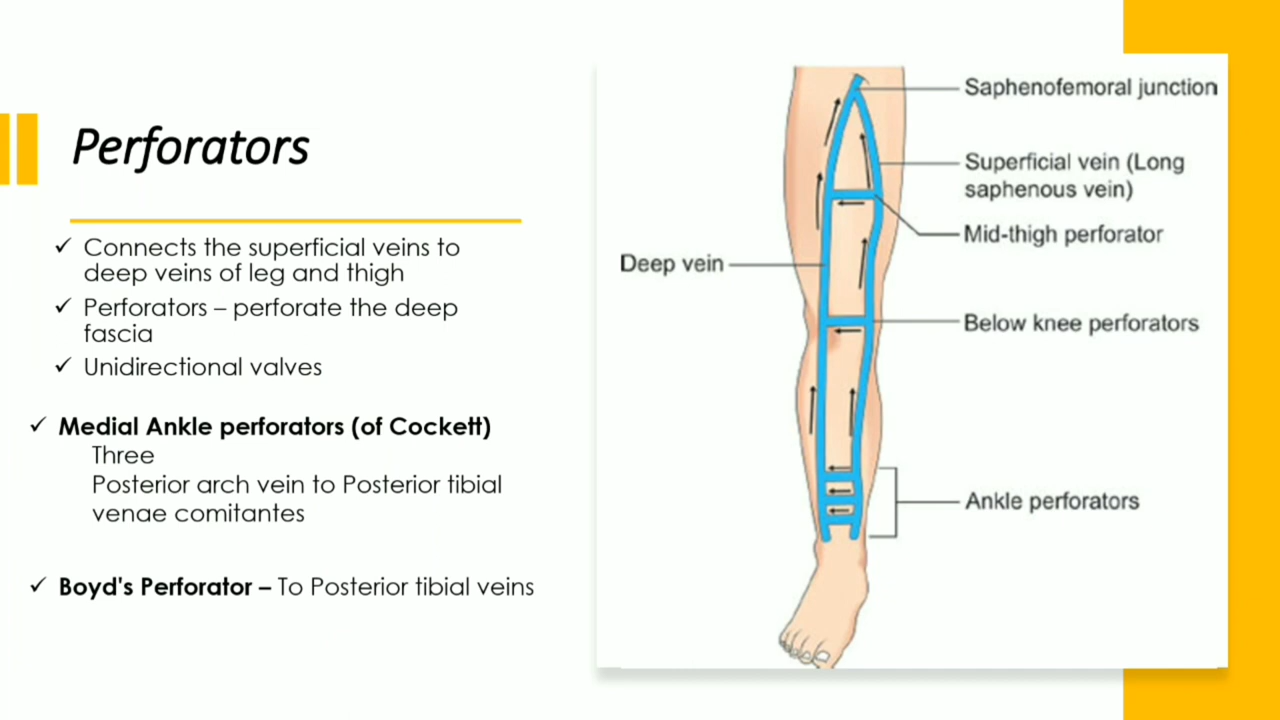 Perforators
✓ Connects the superficial veins to
deep veins of leg and thigh
✓ Perforators – perforate the deep
fascia
✓ Unidirectional valves
✓ Medial Ankle perforators (of Cockett)
Three
Posterior arch vein to Posterior tibial
venae comitantes
✓ Boyd's Perforator – To Posterior tibial veins
Saphenofemoral junction
Superficial vein (Long
saphenous vein)
Mid-thigh perforator
Deep vein
Below knee perforators
Ankle perforators